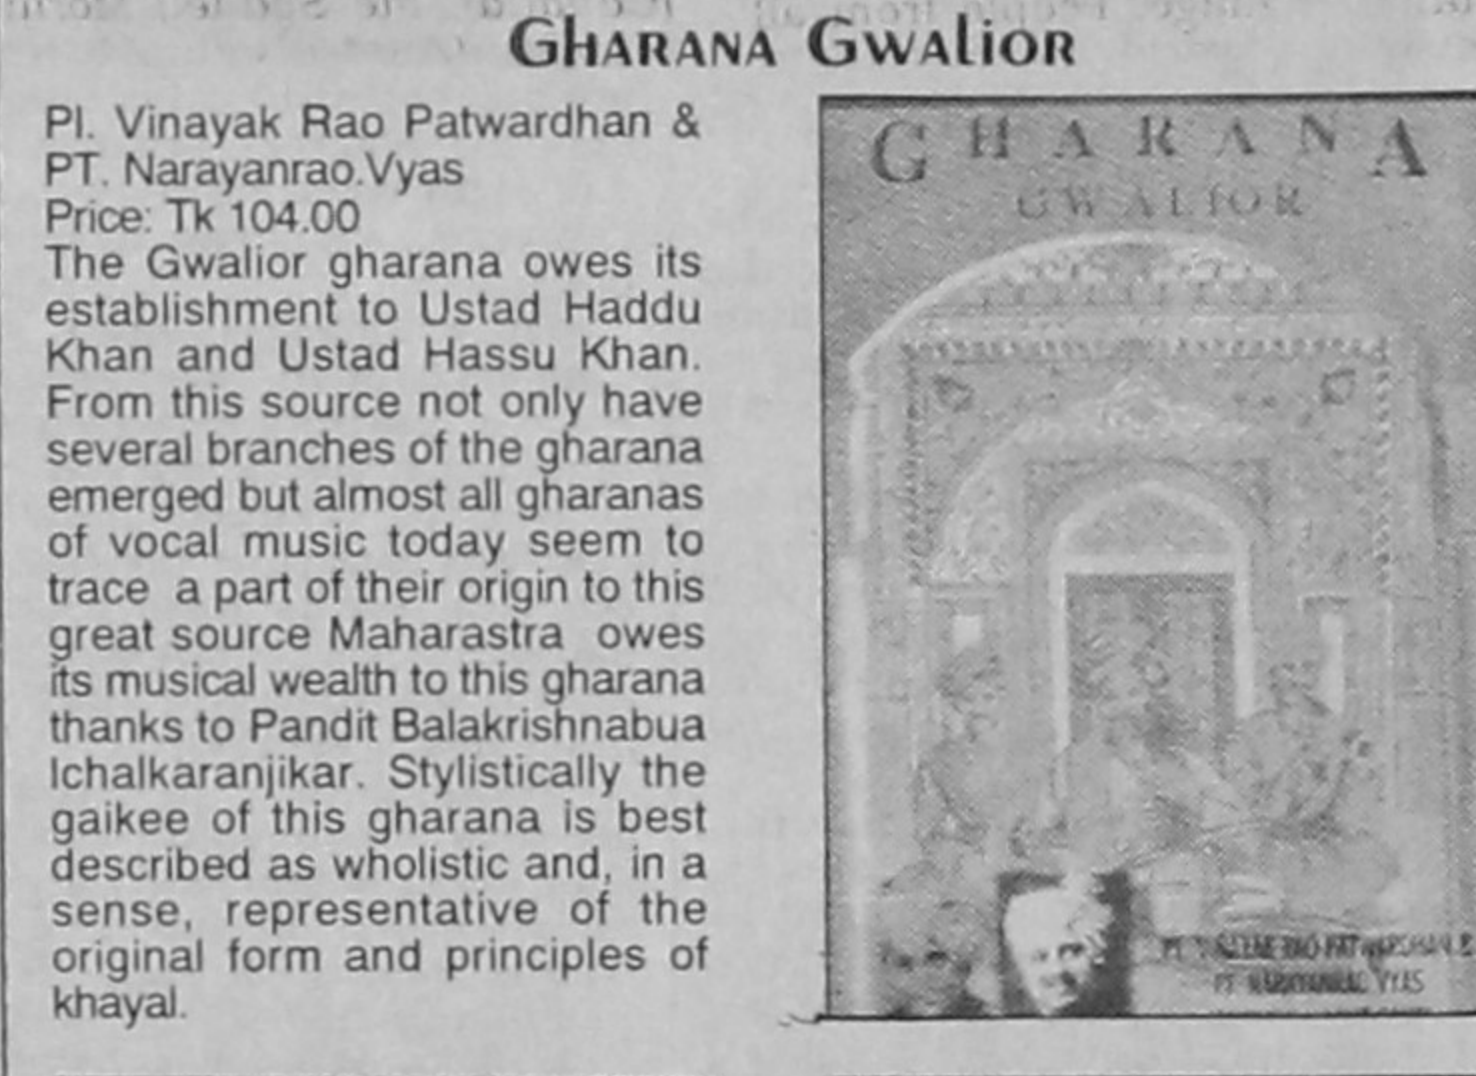 GHARANA GWALIOR
Pl. Vinayak Rao Patwardhan &
PT. Narayanrao.Vyas
Price: Tk 104.00
The Gwalior gharana owes its
establishment to Ustad Haddu
Khan and Ustad Hassu Khan.
From this source not only have
several branches of the gharana
emerged but almost all gharanas
of vocal music today seem to
trace a part of their origin to this
great source Maharastra owes
its musical wealth to this gharana
thanks to Pandit Balakrishnabua
Ichalkaranjikar. Stylistically the
gaikee of this gharana is best
described as wholistic and, in a
sense, representative of the
original form and principles of
khayal.
GHARANA
GWALIOR
RAO PATWARDHAN &
PT NARAYANRAO VYAS